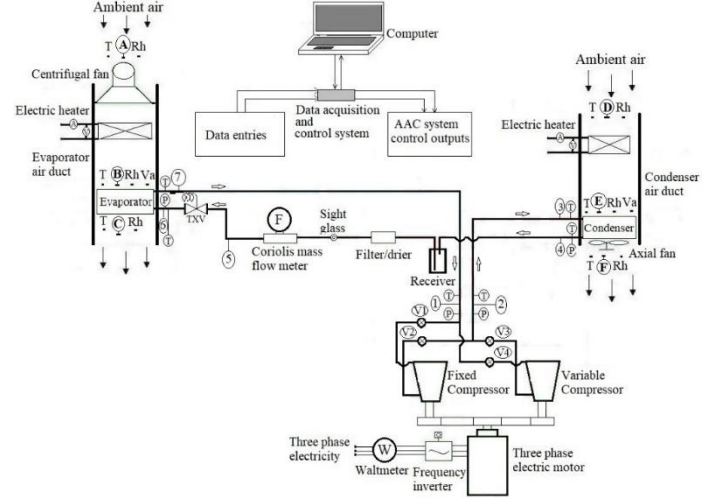 Ambient air
T A Rh
Centrifugal fan
Electric heater
A
V
Evaporator
air duct
T B Rh Va
Evaporator
T C Rh
T
P
T
7
6
TXV
5
F
Coriolis mass
flow meter
Sight
glass
Filter/drier
Receiver
Computer
Data acquisition
and
control system
Data entries
AAC system
control outputs
Ambient air
T D Rh
Electric heater
A
V
Condenser
air duct
T E Rh Va
3
T
Condenser
T
4
P
T F Rh
Axial fan
T
T
1
2
P
P
V1
V2
V3
V4
Fixed
Compressor
Variable
Compressor
Three phase
electricity
W
Waltmeter
Frequency
inverter
Three phase
electric motor